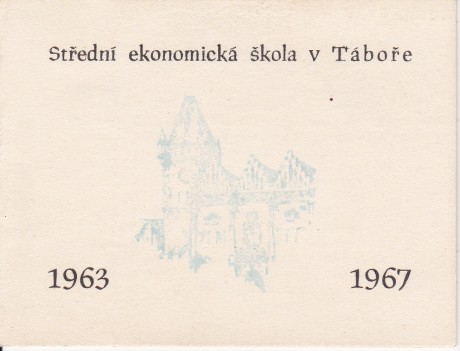 Střední ekonomická škola v Táboře
1963
1967